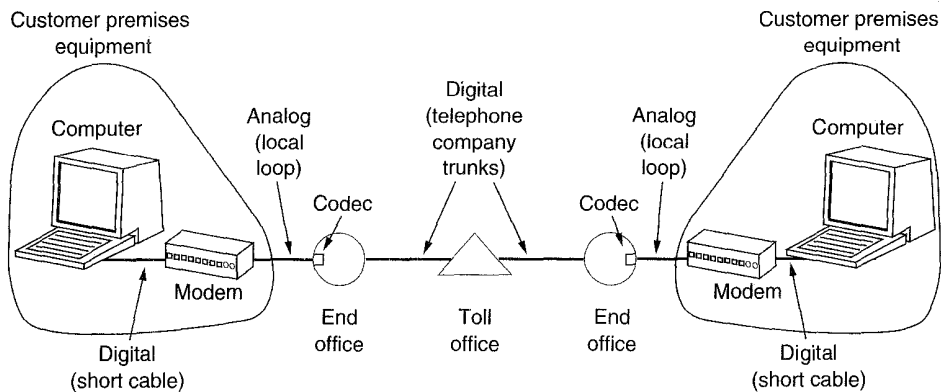 Customer premises
equipment
Customer premises
equipment
Computer
Analog
(local
loop)
Digital
(telephone
company
trunks)
Analog
(local
loop)
Computer
Codec
Codec
Modem
End
office
Toll
office
End
office
Modem
Digital
(short cable)
Digital
(short cable)